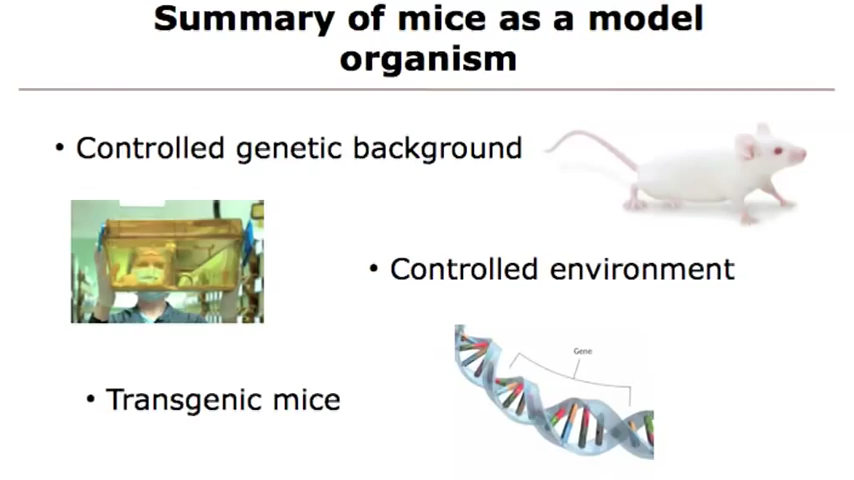 Summary of mice as a model
organism
• Controlled genetic background
• Controlled environment
Gene
• Transgenic mice